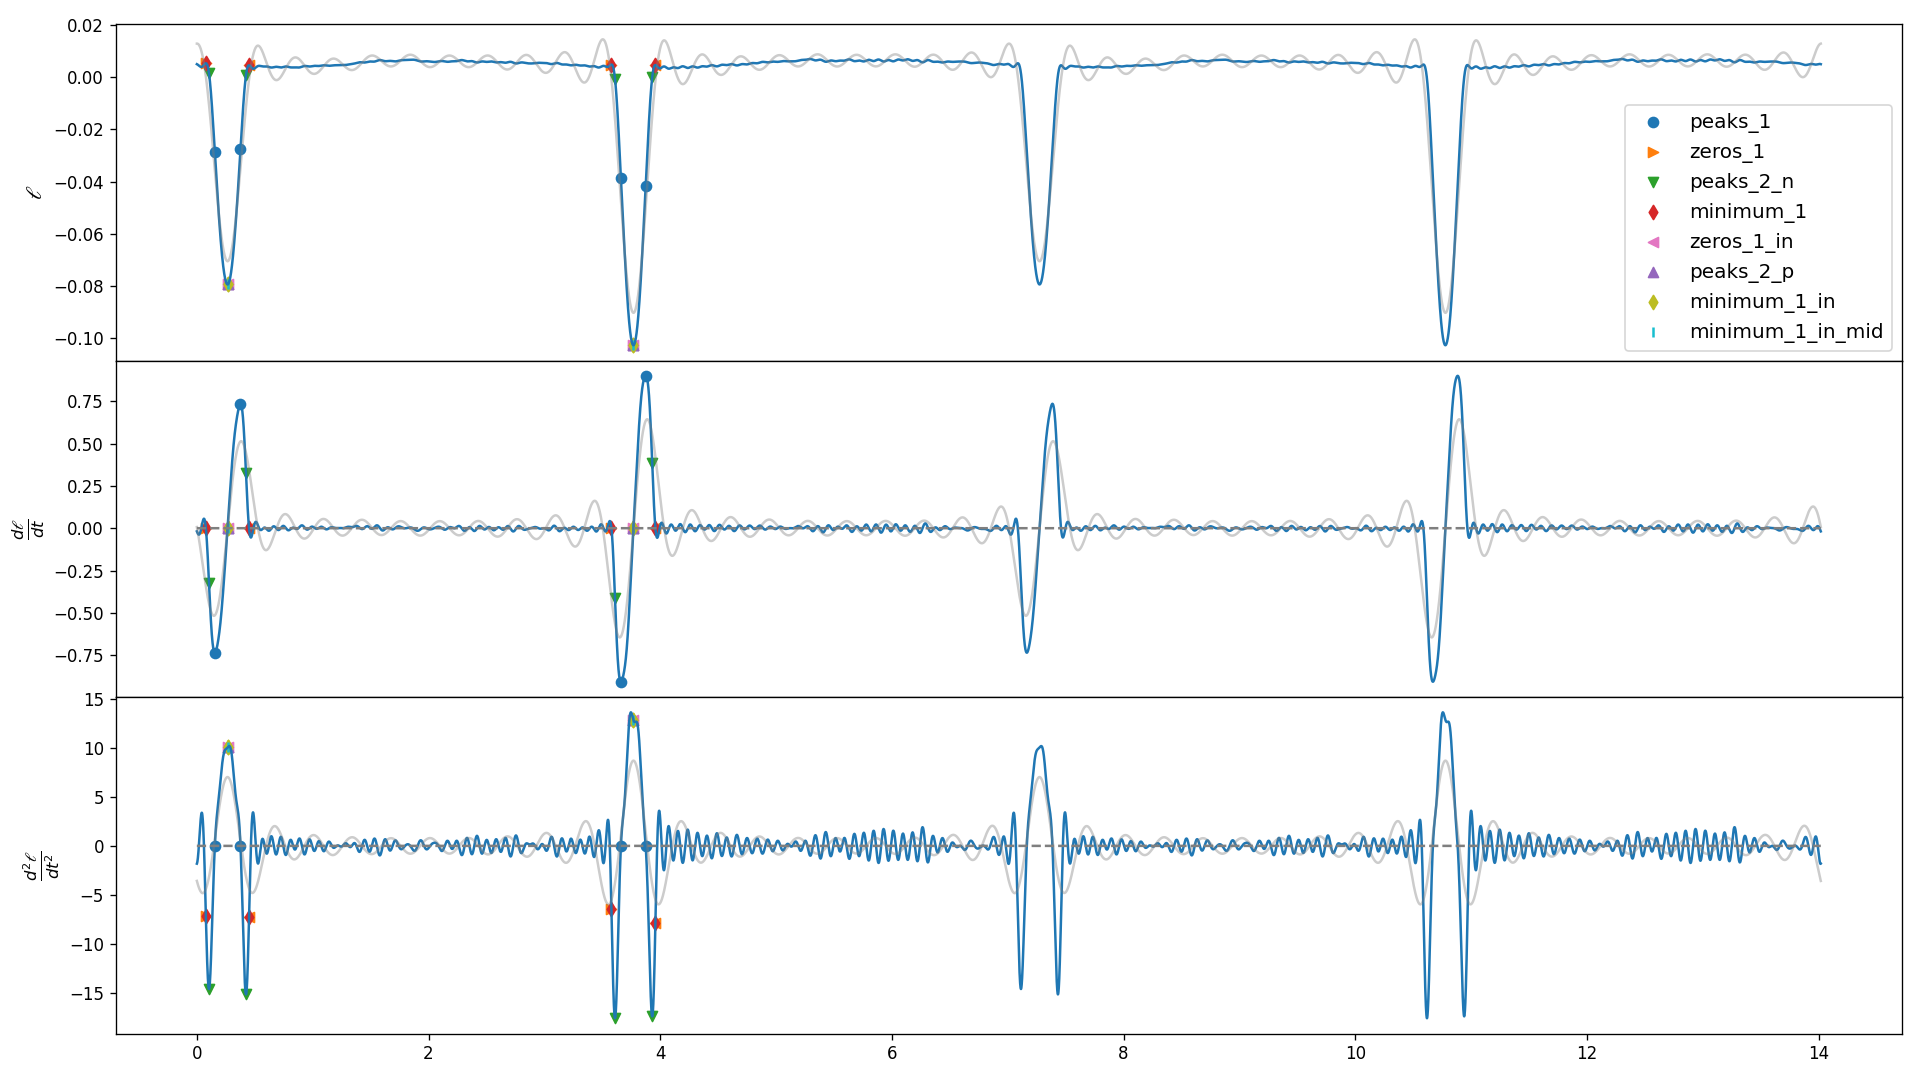 0.02
0.00
−0.02
−0.04
−0.06
−0.08
−0.10
ℓ
peaks_1
zeros_1
peaks_2_n
minimum_1
zeros_1_in
peaks_2_p
minimum_1_in
minimum_1_in_mid
0.75
0.50
0.25
0.00
−0.25
−0.50
−0.75
dℓ/dt
15
10
5
0
−5
−10
−15
d²ℓ/dt²
0 2 4 6 8 10 12 14